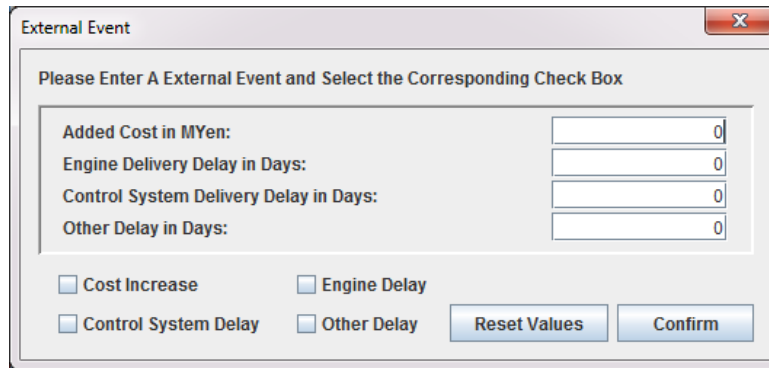 External Event
Please Enter A External Event and Select the Corresponding Check Box
Added Cost in MYen: 0
Engine Delivery Delay in Days: 0
Control System Delivery Delay in Days: 0
Other Delay in Days: 0
Cost Increase Engine Delay
Control System Delay Other Delay Reset Values Confirm